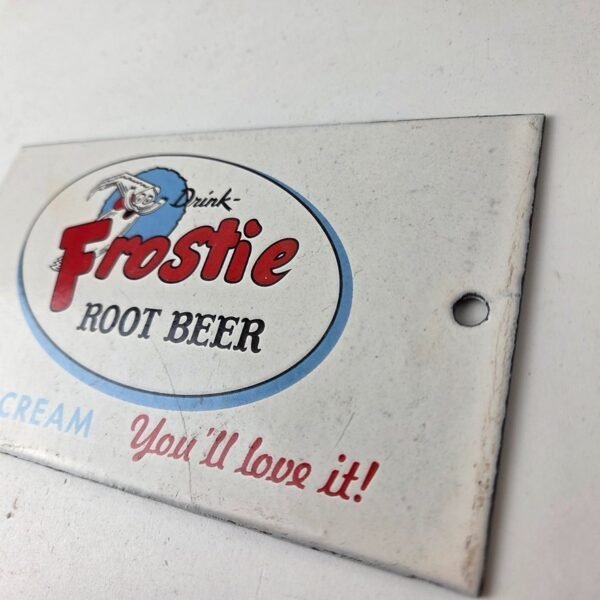 Drink-
Frostie
ROOT BEER
CREAM You'll love it!